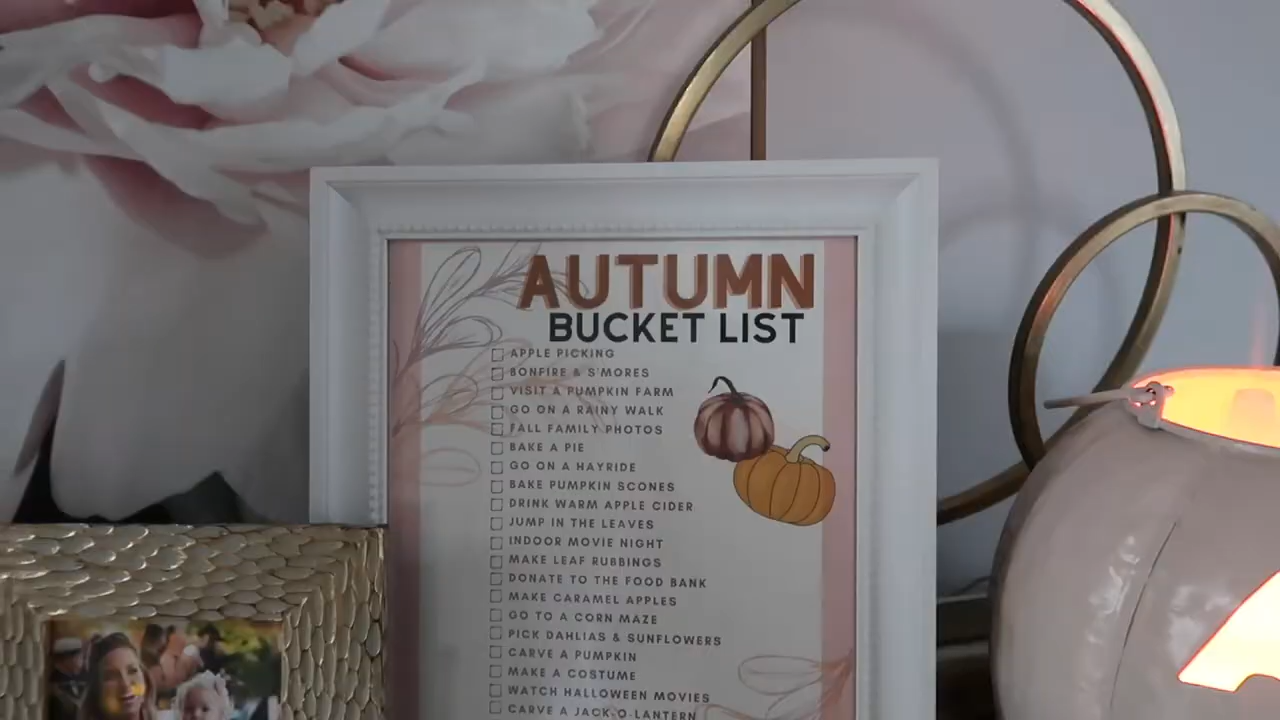 AUTUMN
BUCKET LIST
APPLE PICKING
BONFIRE & S'MORES
VISIT A PUMPKIN FARM
GO ON A RAINY WALK
FALL FAMILY PHOTOS
BAKE A PIE
GO ON A HAYRIDE
BAKE PUMPKIN SCONES
DRINK WARM APPLE CIDER
JUMP IN THE LEAVES
INDOOR MOVIE NIGHT
MAKE LEAF RUBBINGS
DONATE TO THE FOOD BANK
MAKE CARAMEL APPLES
GO TO A CORN MAZE
PICK DAHLIAS & SUNFLOWERS
CARVE A PUMPKIN
MAKE A COSTUME
WATCH HALLOWEEN MOVIES
CARVE A JACK-O-LANTERN